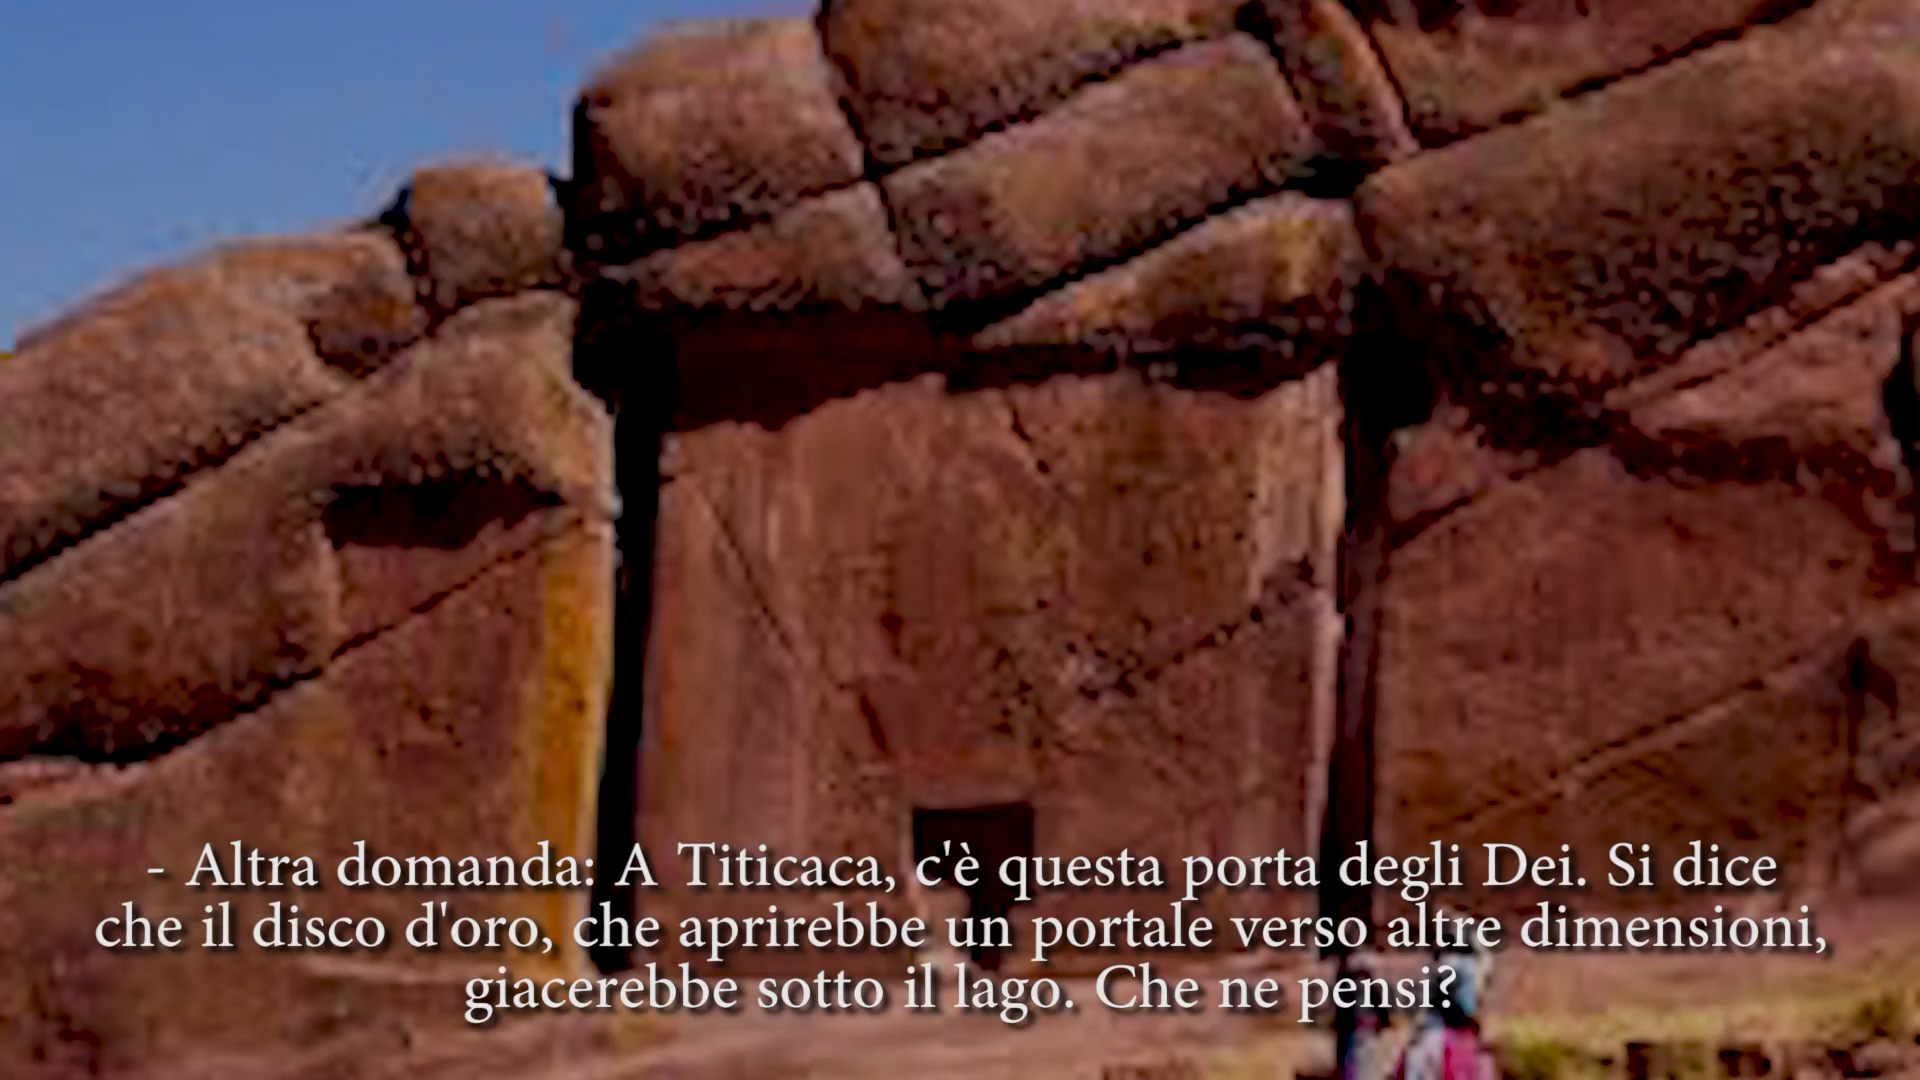 - Altra domanda: A Titicaca, c'è questa porta degli Dei. Si dice
che il disco d'oro, che aprirebbe un portale verso altre dimensioni,
giacerebbe sotto il lago. Che ne pensi?